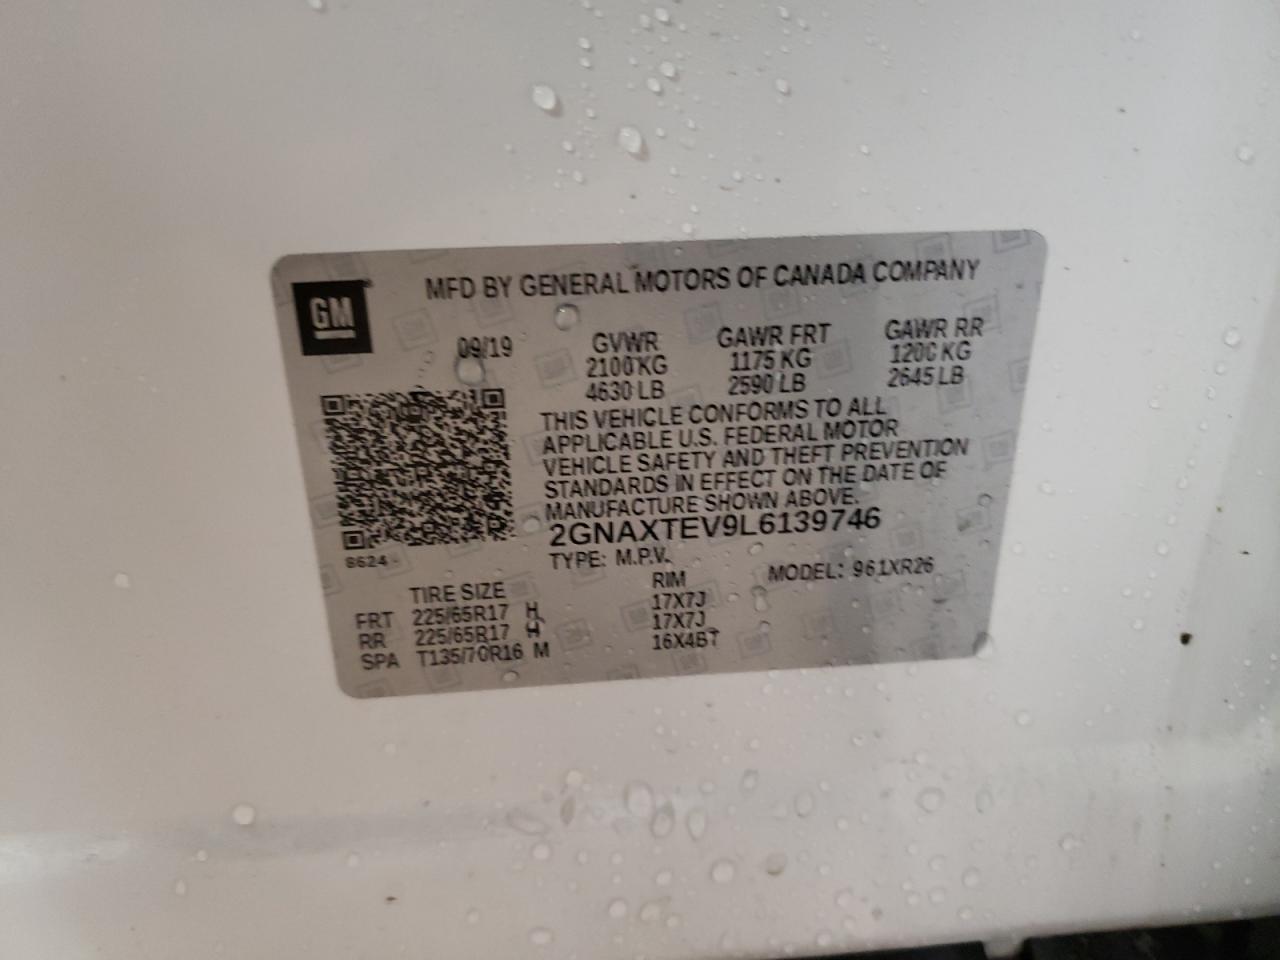 GM
MFD BY GENERAL MOTORS OF CANADA COMPANY
09/19 GVWR GAWR FRT GAWR RR
2100 KG 1175 KG 1200 KG
4630 LB 2590 LB 2645 LB
THIS VEHICLE CONFORMS TO ALL
APPLICABLE U.S. FEDERAL MOTOR
VEHICLE SAFETY AND THEFT PREVENTION
STANDARDS IN EFFECT ON THE DATE OF
MANUFACTURE SHOWN ABOVE.
2GNAXTEV9L6139746
8624
TYPE: M.P.V. MODEL: 961XR26
TIRE SIZE RIM
FRT 225/65R17 H 17X7J
RR 225/65R17 H 17X7J
SPA T135/70R16 M 16X4BT